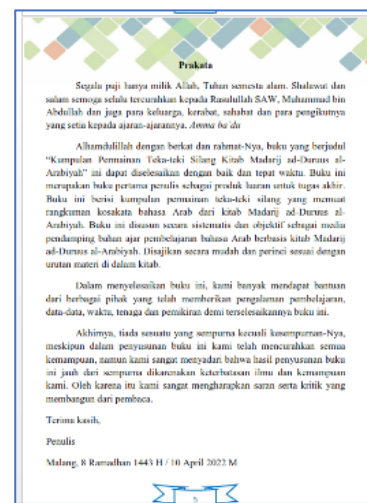 Prakata
Segala puji hanya milik Allah, Tuhan semesta alam. Shalawat dan
salam semoga selalu tercurahkan kepada Rasulullah SAW, Muhammad bin
Abdullah dan juga para keluarga, kerabat, sahabat dan para pengikutnya
yang setia kepada ajaran-ajarannya. Amma ba'du
Alhamdulillah dengan berkat dan rahmat-Nya, buku yang berjudul
"Kumpulan Permainan Teka-teki Silang Kitab Madarij ad-Duruus al-
Arabiyah" ini dapat diselesaikan dengan baik dan tepat waktu. Buku ini
merupakan buku pertama penulis sebagai produk luaran untuk tugas akhir.
Buku ini berisi kumpulan permainan teka-teki silang yang memuat
rangkuman kosakata bahasa Arab dari kitab Madarij ad-Duruus al-
Arabiyah. Buku ini disusun secara sistematis dan objektif sebagai media
pendamping bahan ajar pembelajaran bahasa Arab berbasis kitab Madarij
ad-Duruus al-Arabiyah. Disajikan secara mudah dan perinci sesuai dengan
urutan materi di dalam kitab.
Dalam menyelesaikan buku ini, kami banyak mendapat bantuan
dari berbagai pihak yang telah memberikan pengalaman pembelajaran,
data-data, waktu, tenaga dan pemikiran demi terselesaikannya buku ini.
Akhirnya, tiada sesuatu yang sempurna kecuali kesempurnan-Nya,
meskipun dalam penyusunan buku ini kami telah mencurahkan semua
kemampuan, namun kami sangat menyadari bahwa hasil penyusunan buku
ini jauh dari sempurna dikarenakan keterbatasan ilmu dan kemampuan
kami. Oleh karena itu kami sangat mengharapkan saran serta kritik yang
membangun dari pembaca.
Terima kasih,
Penulis
Malang, 8 Ramadhan 1443 H / 10 April 2022 M
5